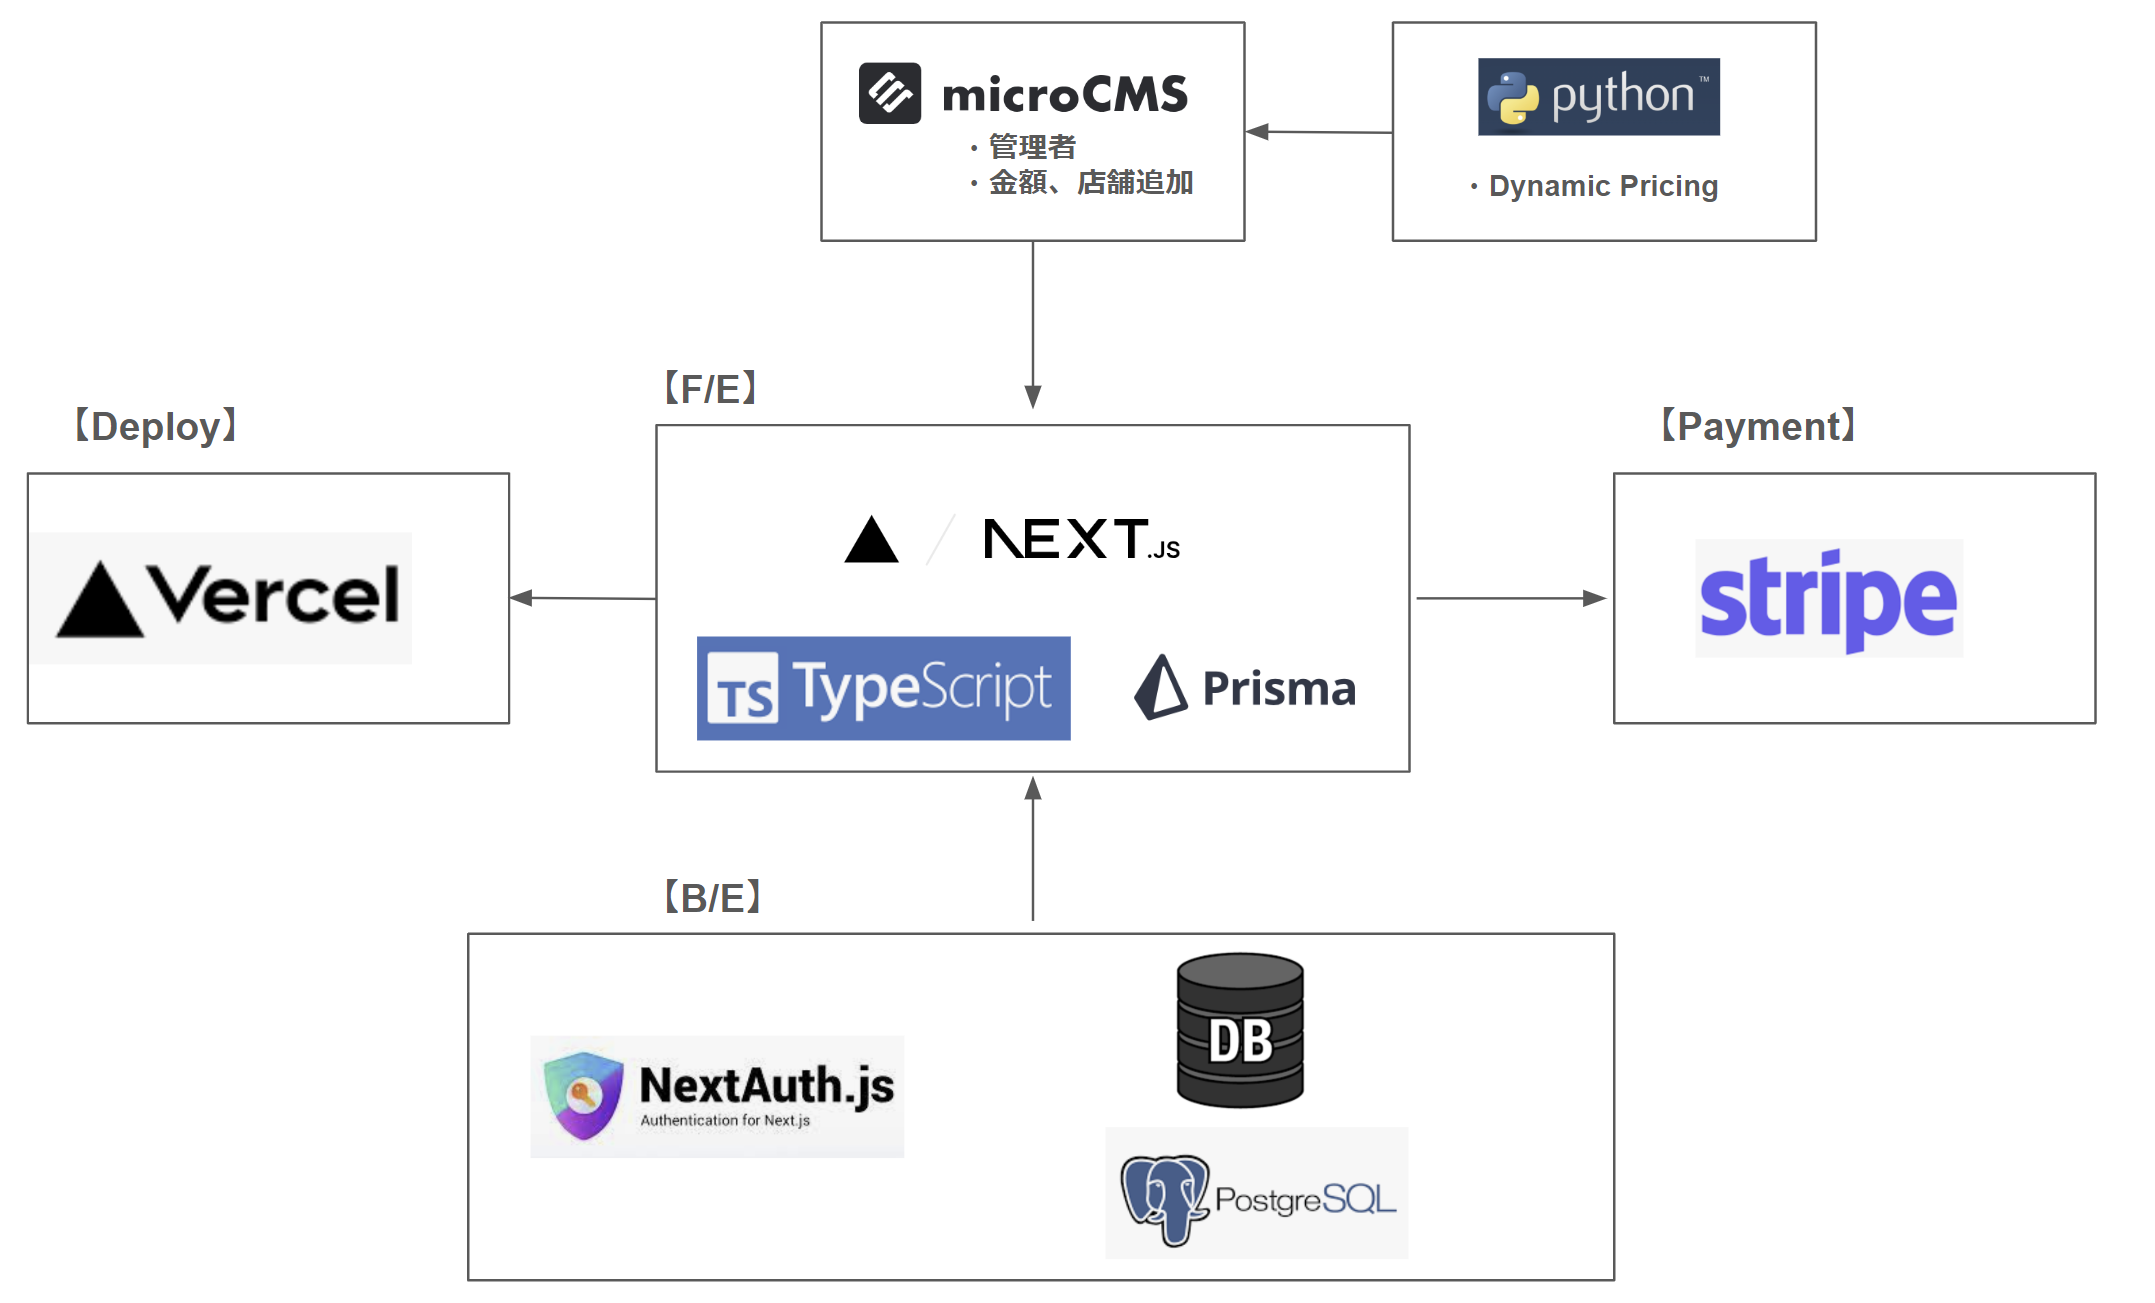 microCMS
・管理者
・金額、店舗追加
python™
・Dynamic Pricing
【F/E】
【Deploy】
【Payment】
NEXT.JS
Vercel
stripe
TS TypeScript
Prisma
【B/E】
DB
NextAuth.js
Authentication for Next.js
PostgreSQL